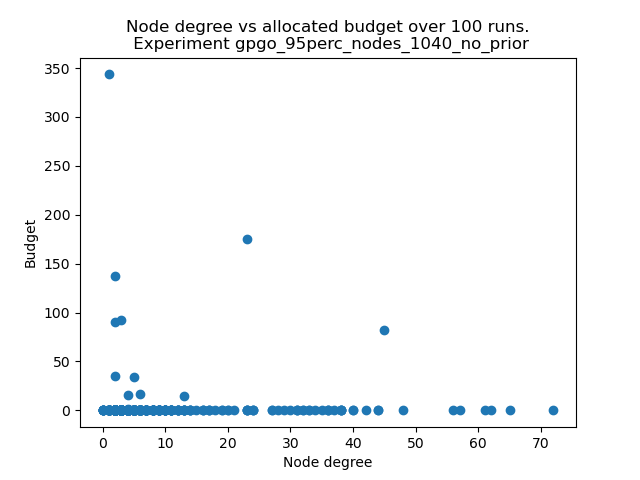 Node degree vs allocated budget over 100 runs.
Experiment gpgo_95perc_nodes_1040_no_prior
350
300
250
200
150
100
50
0
Budget
0 10 20 30 40 50 60 70
Node degree